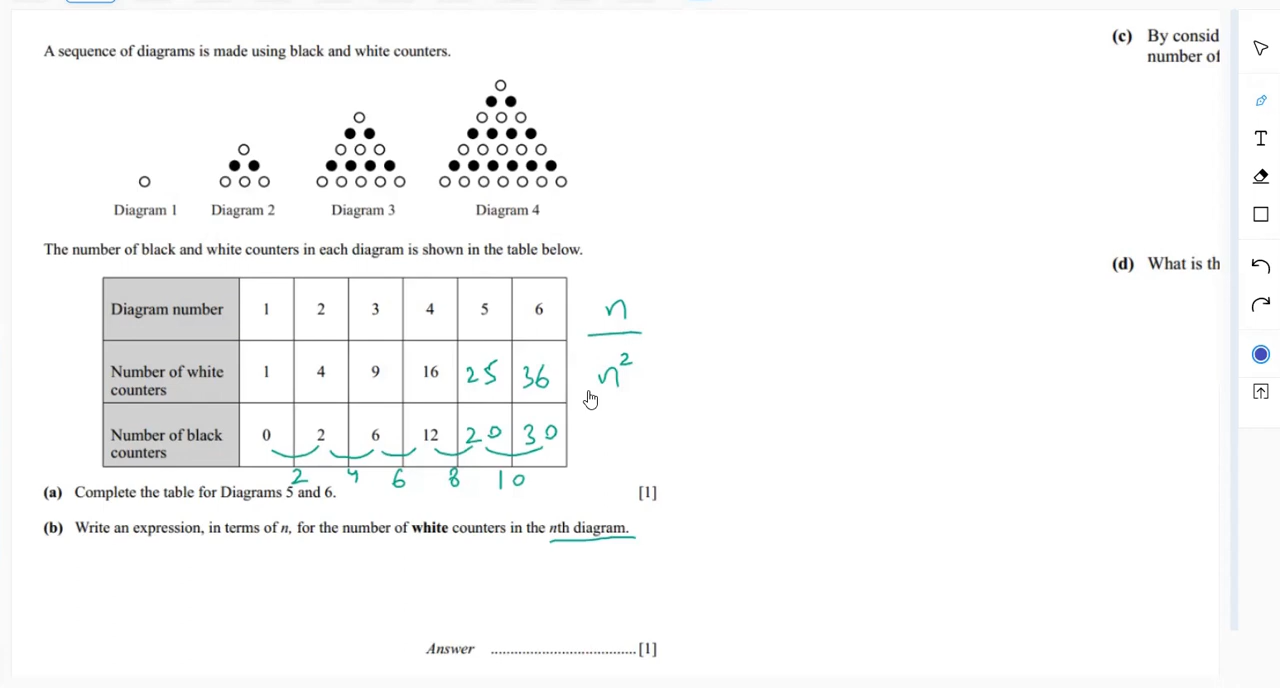 A sequence of diagrams is made using black and white counters.
(c) By consid
number of
Diagram 1 Diagram 2 Diagram 3 Diagram 4
The number of black and white counters in each diagram is shown in the table below.
(d) What is th
Diagram number 1 2 3 4 5 6 n
Number of white counters 1 4 9 16 25 36 n²
Number of black counters 0 2 6 12 20 30
2 4 6 8 10
(a) Complete the table for Diagrams 5 and 6. [1]
(b) Write an expression, in terms of n, for the number of white counters in the nth diagram.
Answer .................................... [1]
T